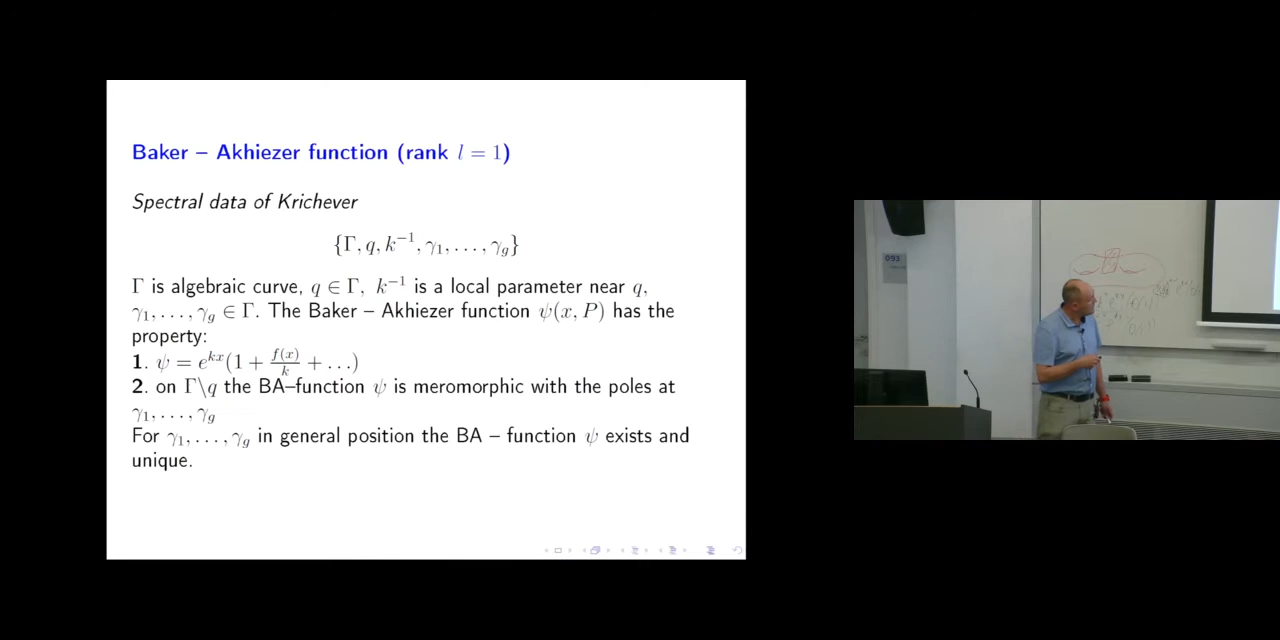 Baker – Akhiezer function (rank l = 1)
Spectral data of Krichever
{Γ, q, k⁻¹, γ₁, . . . , γ_g}
Γ is algebraic curve, q ∈ Γ, k⁻¹ is a local parameter near q,
γ₁, . . . , γ_g ∈ Γ. The Baker – Akhiezer function ψ(x, P) has the
property:
1. ψ = e^{kx}(1 + f(x)/k + . . .)
2. on Γ\q the BA–function ψ is meromorphic with the poles at
γ₁, . . . , γ_g
For γ₁, . . . , γ_g in general position the BA – function ψ exists and
unique.
093